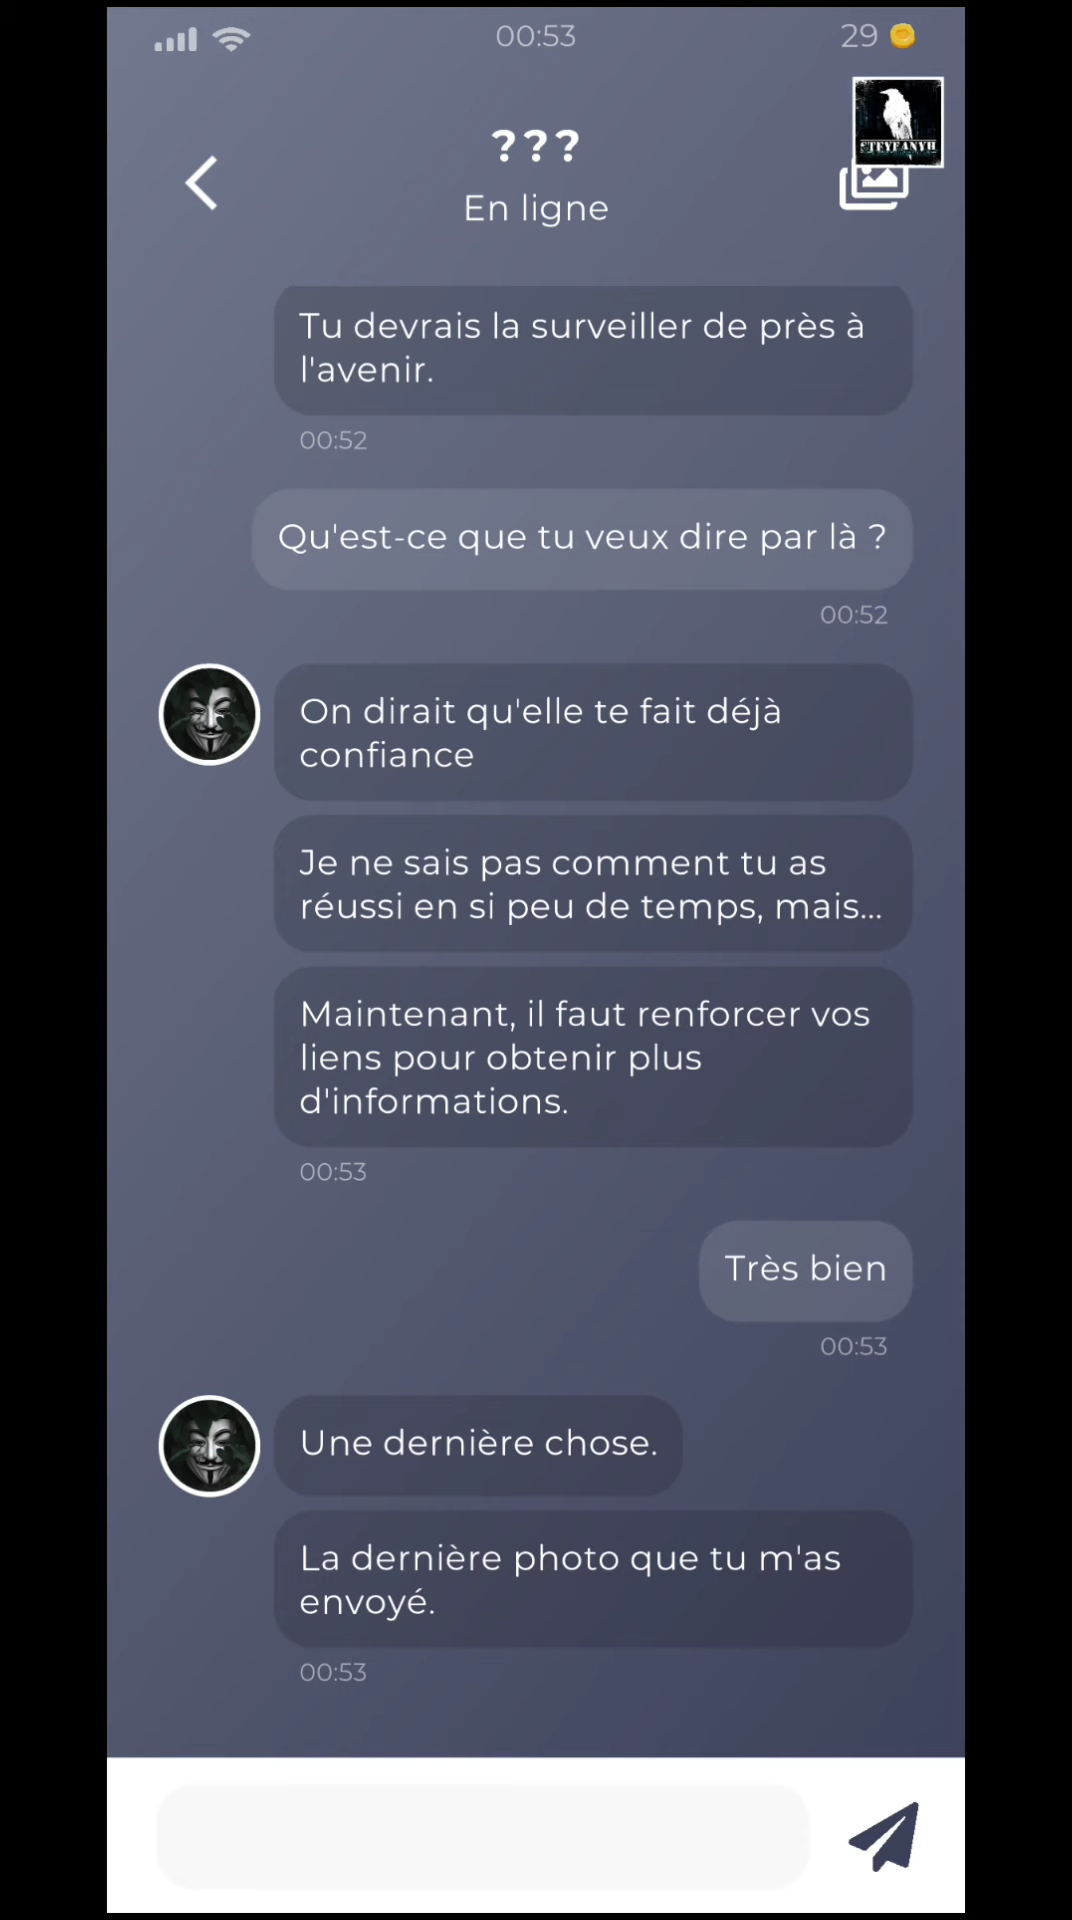 00:53
29
STEYFANYH
???
En ligne
Tu devrais la surveiller de près à
l'avenir.
00:52
Qu'est-ce que tu veux dire par là ?
00:52
On dirait qu'elle te fait déjà
confiance
Je ne sais pas comment tu as
réussi en si peu de temps, mais...
Maintenant, il faut renforcer vos
liens pour obtenir plus
d'informations.
00:53
Très bien
00:53
Une dernière chose.
La dernière photo que tu m'as
envoyé.
00:53